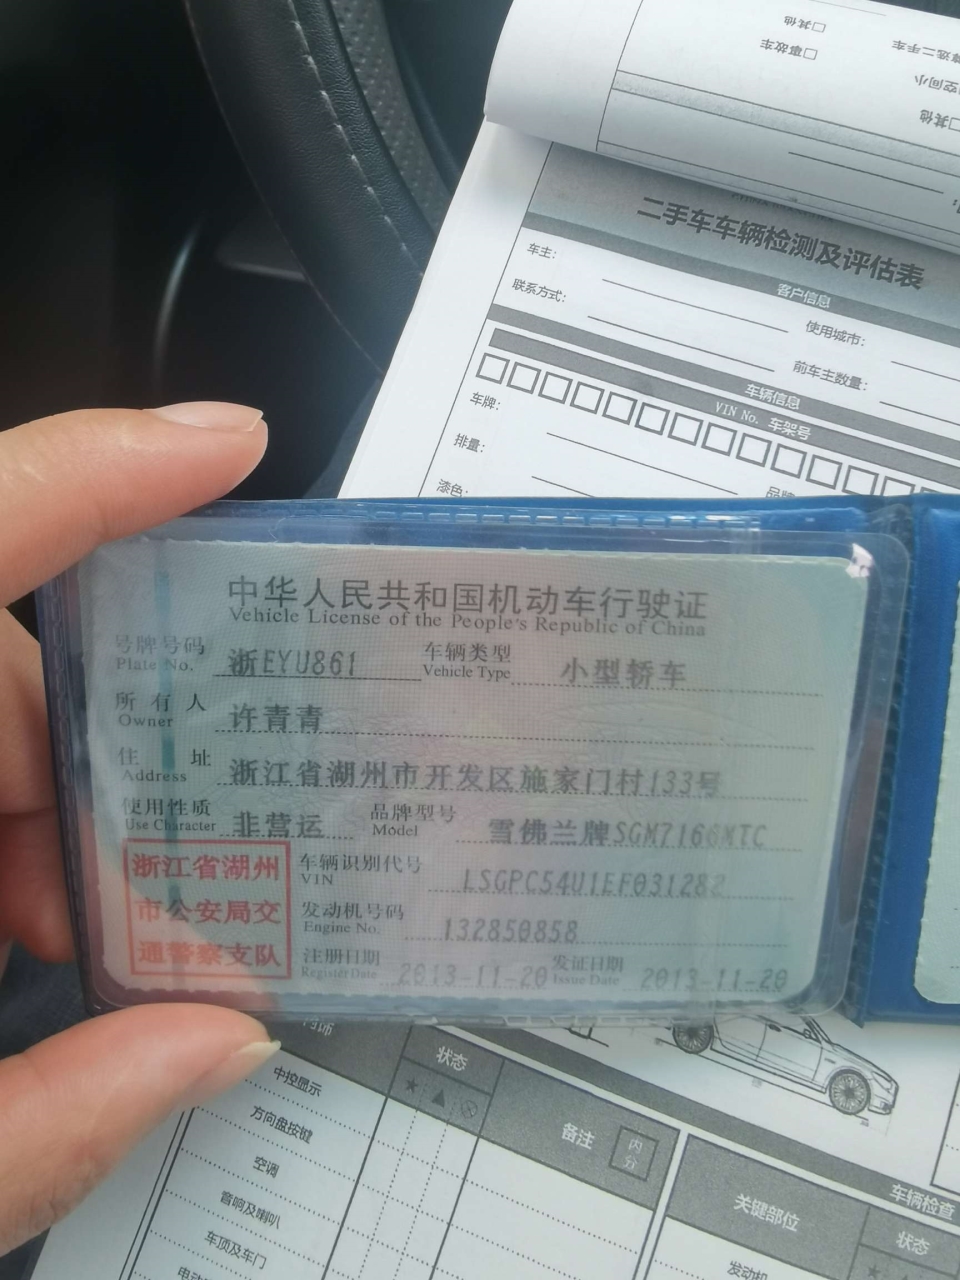 其他
事故车
其他
二手车车辆检测及评估表
客户信息
车主:
联系方式:
使用城市:
前车主数量:
车辆信息
VIN No. 车架号
车牌:
排量:
漆色:
中华人民共和国机动车行驶证
Vehicle License of the People's Republic of China
号牌号码 浙EYU861 车辆类型 小型轿车
Plate No. Vehicle Type
所有人 许青青
Owner
住址 浙江省湖州市开发区施家门村133号
Address
使用性质 非营运 品牌型号 雪佛兰牌SGM7166MTC
Use Character Model
浙江省湖州
市公安局交
通警察支队
车辆识别代号 LSGPC54U1EF031282
VIN
发动机号码 132850858
Engine No.
注册日期 2013-11-20 发证日期 2013-11-20
Register Date Issue Date
状态
中控显示
方向盘按键
空调
音响及喇叭
车顶及车门
备注
内分
车辆检查
关键部位
状态